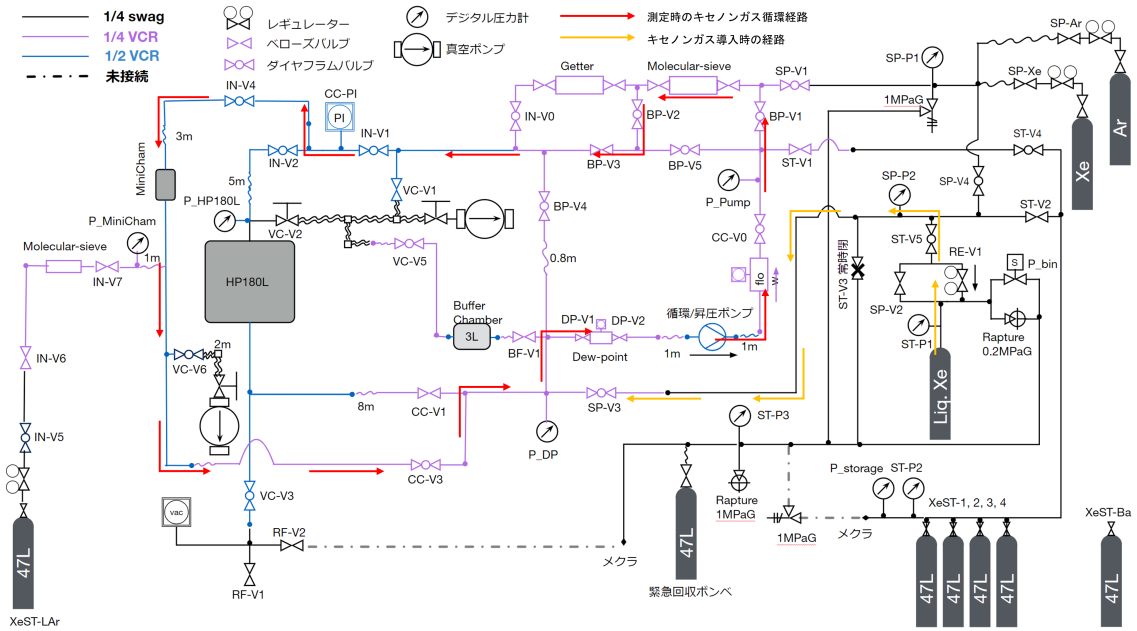 1/4 swag
1/4 VCR
1/2 VCR
未接続
レギュレーター
ベローズバルブ
ダイヤフラムバルブ
デジタル圧力計
真空ポンプ
測定時のキセノンガス循環経路
キセノンガス導入時の経路
SP-Ar
SP-P1
SP-Xe
Ar
Xe
IN-V4
CC-PI
PI
3m
IN-V1
IN-V2
Getter
Molecular-sieve
SP-V1
1MPaG
IN-V0
BP-V2
BP-V1
BP-V3
BP-V5
ST-V1
ST-V4
MiniCham
5m
VC-V1
P_HP180L
VC-V2
BP-V4
P_Pump
SP-P2
SP-V4
ST-V2
P_MiniCham
Molecular-sieve
1m
IN-V7
VC-V5
CC-V0
ST-V5
RE-V1
0.8m
HP180L
flo
w
ST-V3 常時閉
SP-V2
S
P_bin
Buffer
Chamber
3L
BF-V1
DP-V1
DP-V2
Dew-point
循環/昇圧ポンプ
1m
1m
ST-P1
Rapture
0.2MPaG
IN-V6
2m
VC-V6
Liq. Xe
8m
CC-V1
SP-V3
ST-P3
IN-V5
P_DP
CC-V3
VC-V3
Rapture
1MPaG
P_storage
ST-P2
XeST-1, 2, 3, 4
XeST-Ba
vac
RF-V2
メクラ
1MPaG
メクラ
47L
47L
47L
47L
47L
47L
47L
RF-V1
緊急回収ボンベ
XeST-LAr